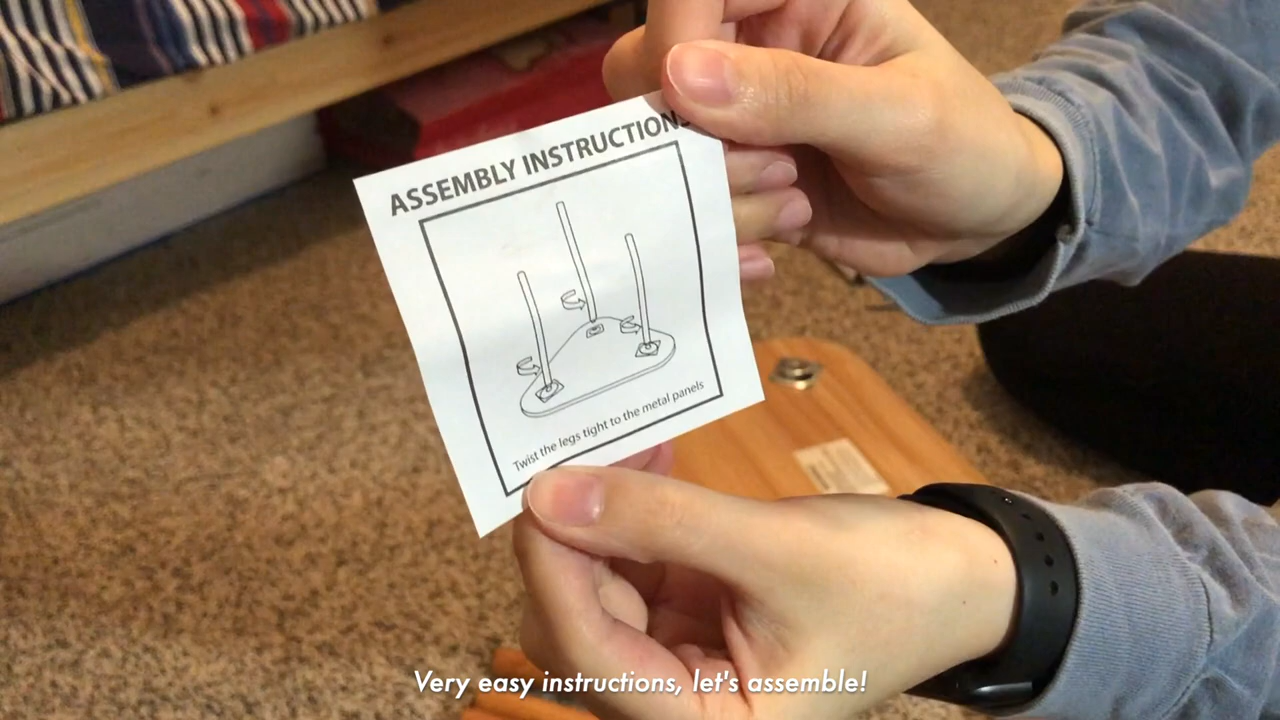 ASSEMBLY INSTRUCTIONS
Twist the legs tight to the metal panels
Very easy instructions, let's assemble!